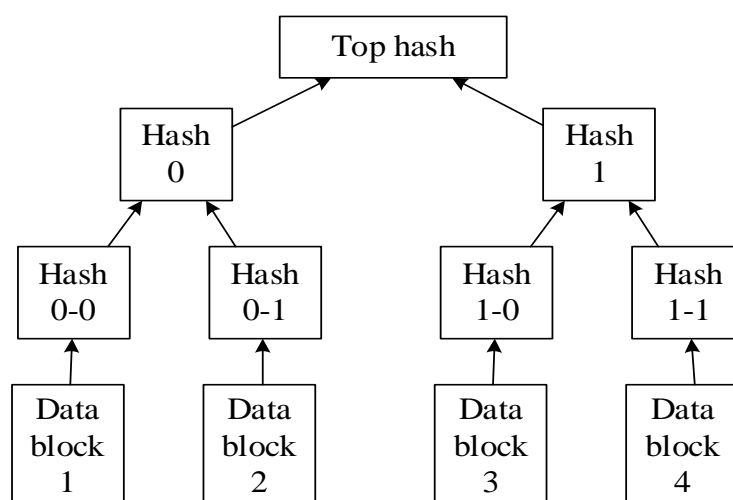 Top hash
Hash
0
Hash
1
Hash
0-0
Hash
0-1
Hash
1-0
Hash
1-1
Data
block
1
Data
block
2
Data
block
3
Data
block
4